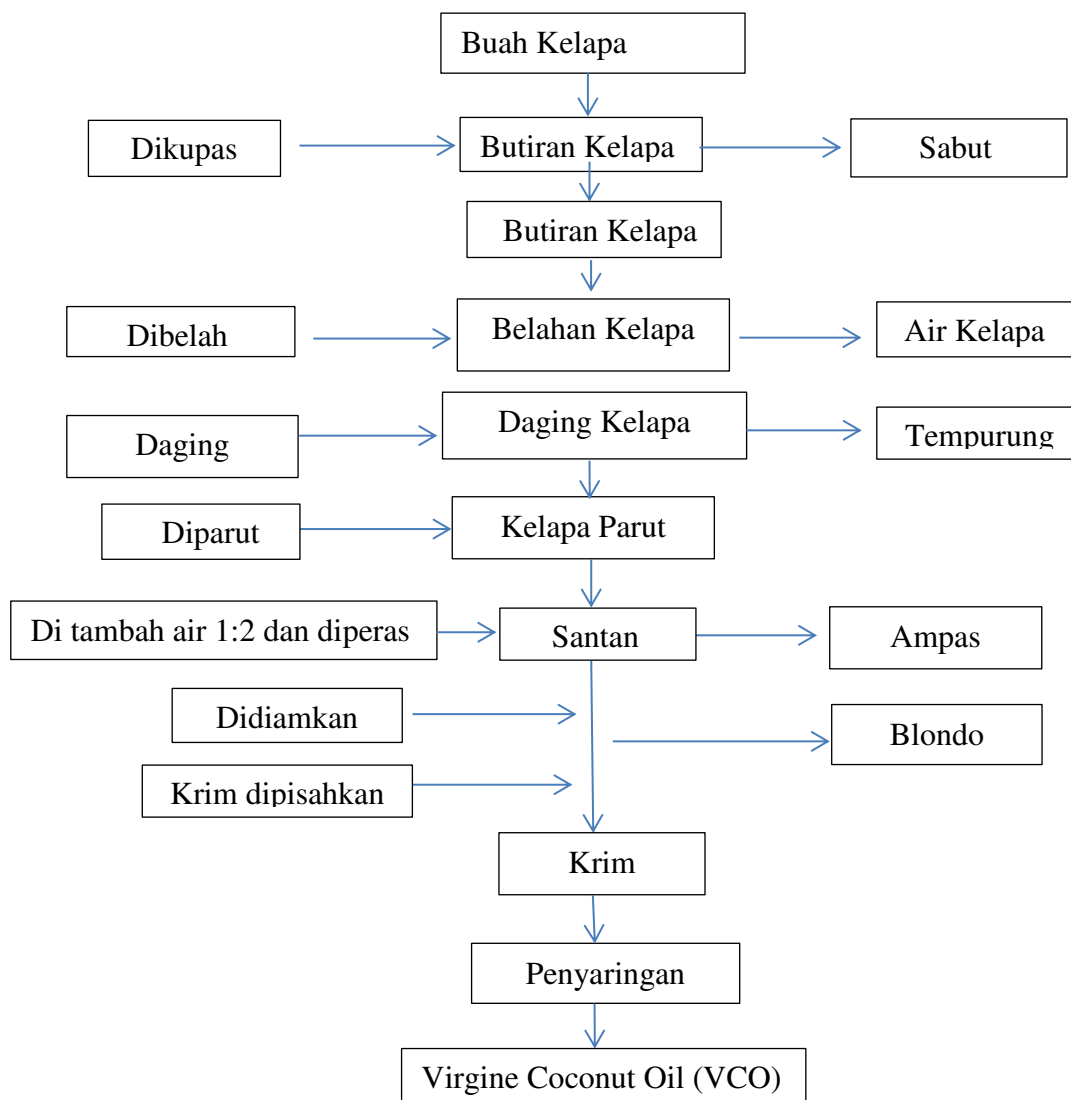 Buah Kelapa
Dikupas
Butiran Kelapa
Sabut
Butiran Kelapa
Dibelah
Belahan Kelapa
Air Kelapa
Daging
Daging Kelapa
Tempurung
Diparut
Kelapa Parut
Di tambah air 1:2 dan diperas
Santan
Ampas
Didiamkan
Blondo
Krim dipisahkan
Krim
Penyaringan
Virgine Coconut Oil (VCO)